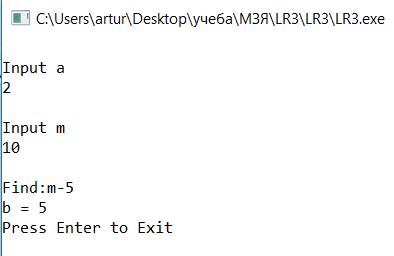 C:\Users\artur\Desktop\учеба\МЗЯ\LR3\LR3\LR3.exe
Input a
2
Input m
10
Find:m-5
b = 5
Press Enter to Exit